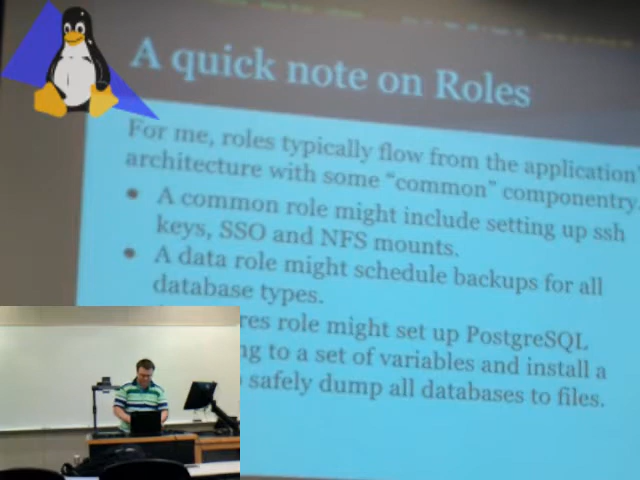 A quick note on Roles
For me, roles typically flow from the application'
architecture with some “common” componentry.
A common role might include setting up ssh
keys, SSO and NFS mounts.
A data role might schedule backups for all
database types.
res role might set up PostgreSQL
ng to a set of variables and install a
safely dump all databases to files.